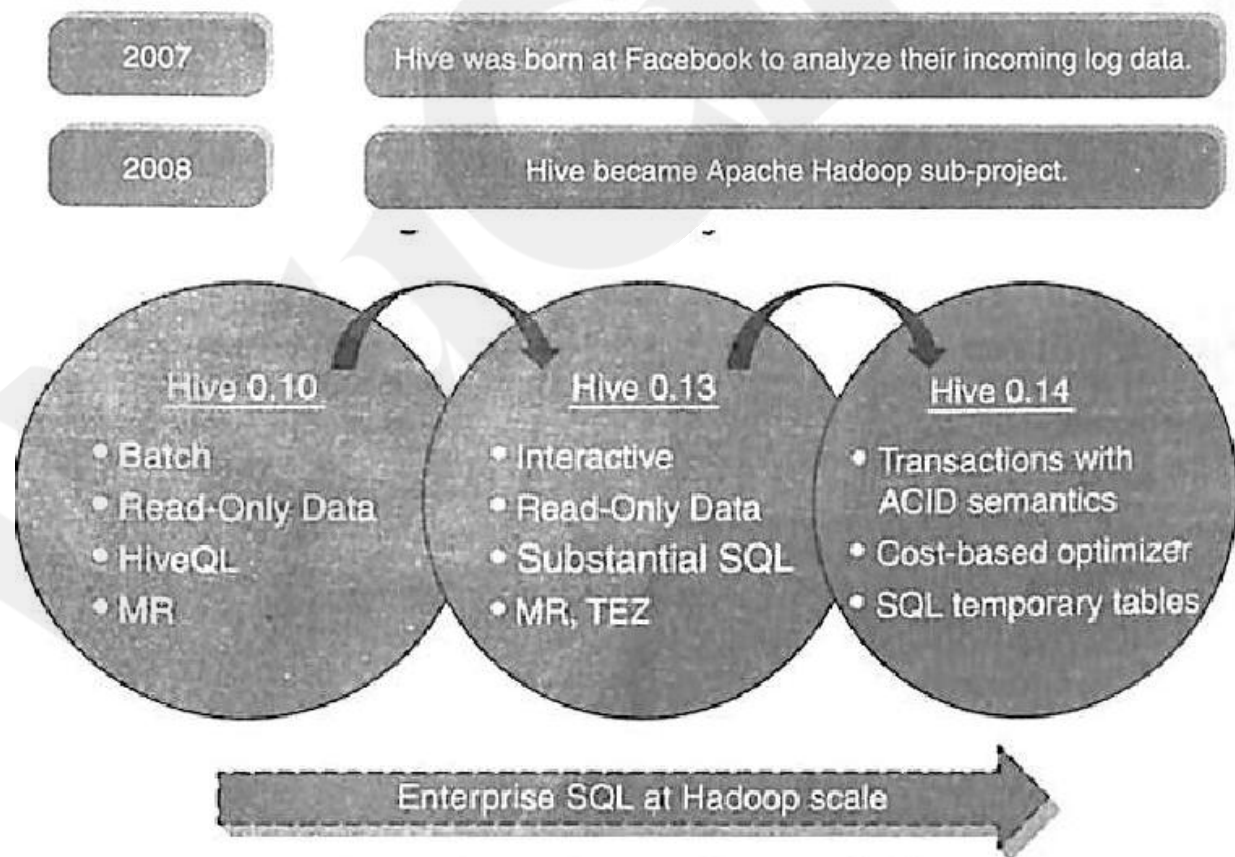 2007
Hive was born at Facebook to analyze their incoming log data.
2008
Hive became Apache Hadoop sub-project.
Hive 0.10
• Batch
• Read-Only Data
• HiveQL
• MR
Hive 0.13
• Interactive
• Read-Only Data
• Substantial SQL
• MR, TEZ
Hive 0.14
• Transactions with
ACID semantics
• Cost-based optimizer
• SQL temporary tables
Enterprise SQL at Hadoop scale